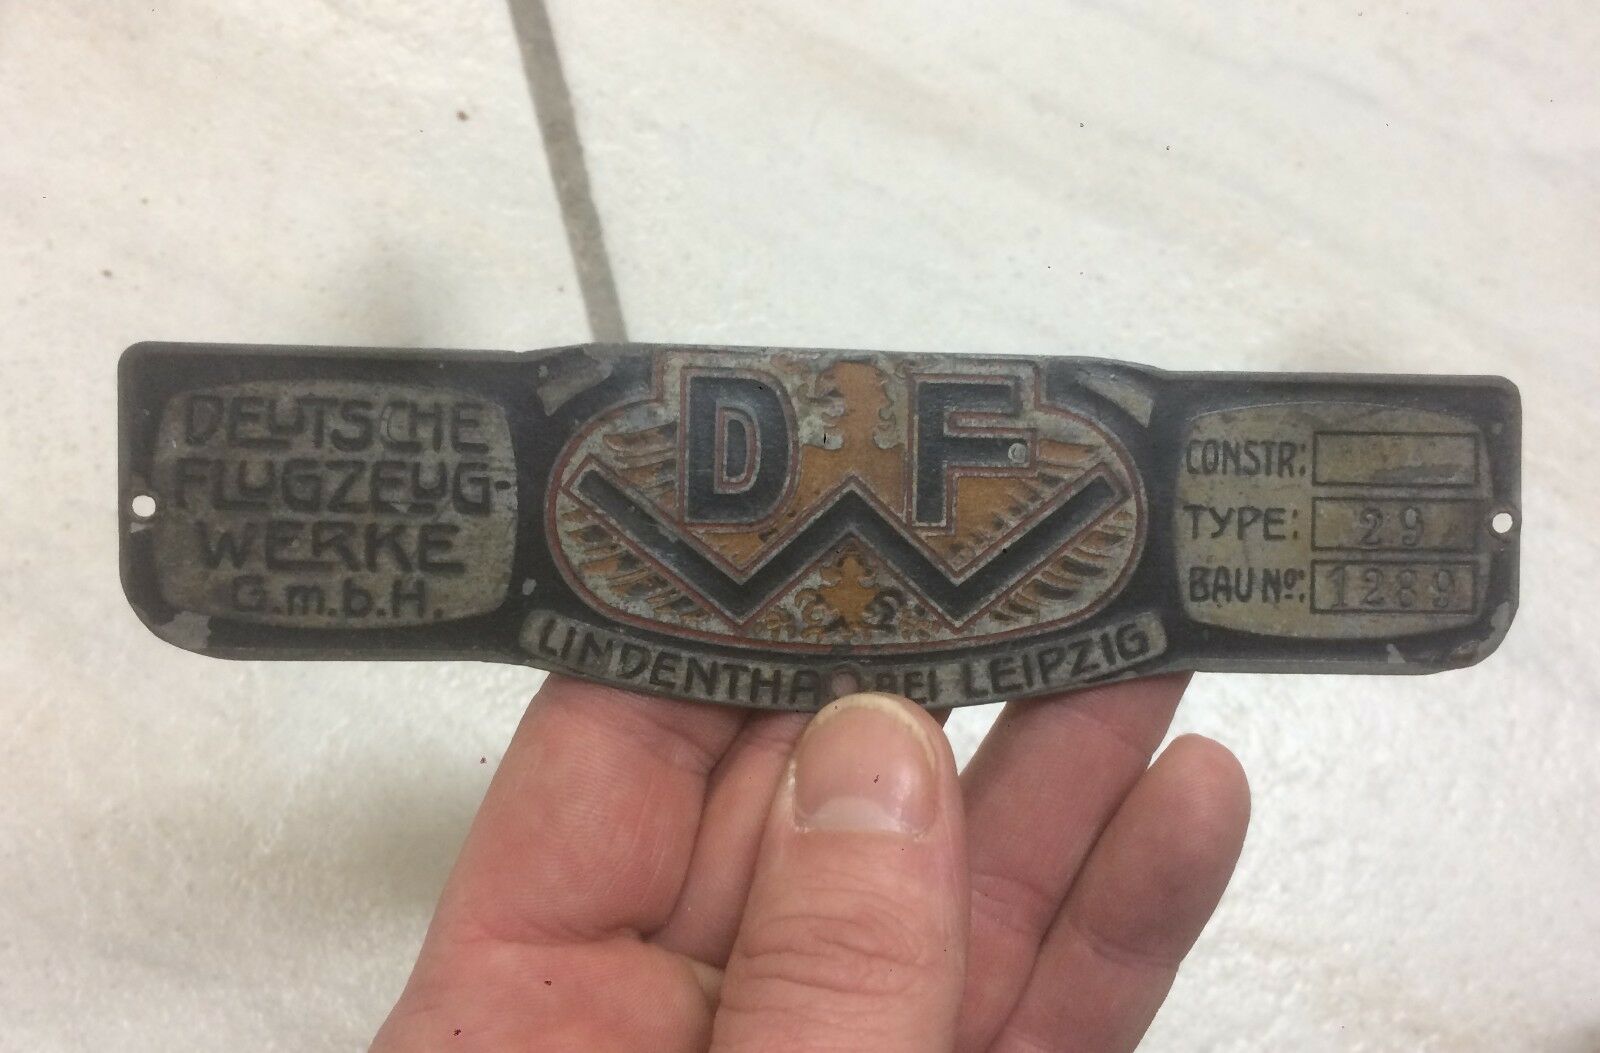 DEUTSCHE
FLUGZEUG-
WERKE
G.m.b.H.
DFW
LINDENTHAL BEI LEIPZIG
CONSTR:
TYPE: 29
BAU No: 1289